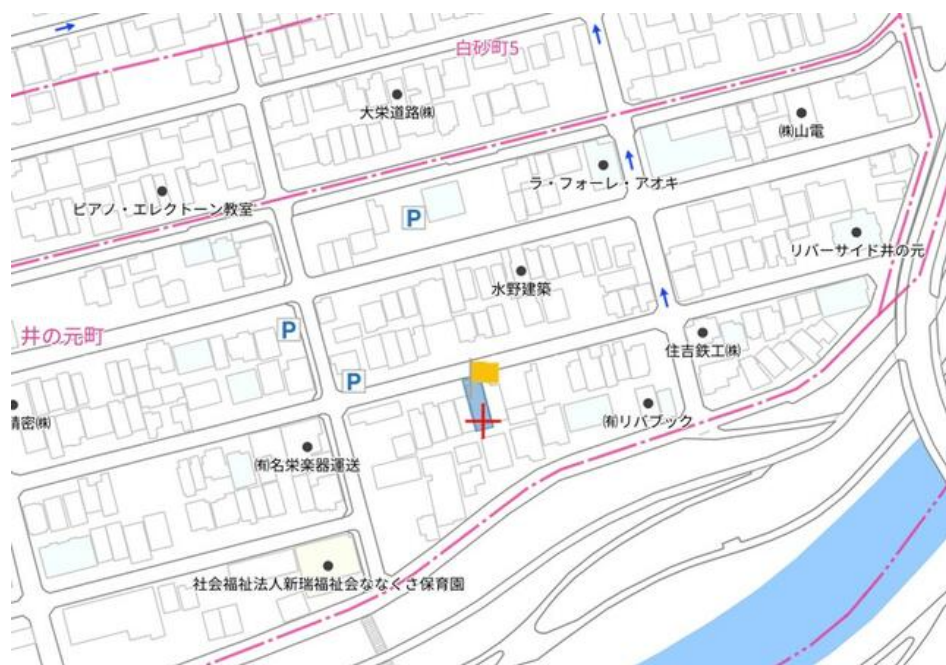 白砂町5
大栄道路㈱
㈱山電
ラ・フォーレ・アオキ
ピアノ・エレクトーン教室
P
リバーサイド井の元
水野建築
井の元町
P
住吉鉄工㈱
P
精密㈱
㈲リバブック
㈲名栄楽器運送
社会福祉法人新瑞福祉会ななくさ保育園